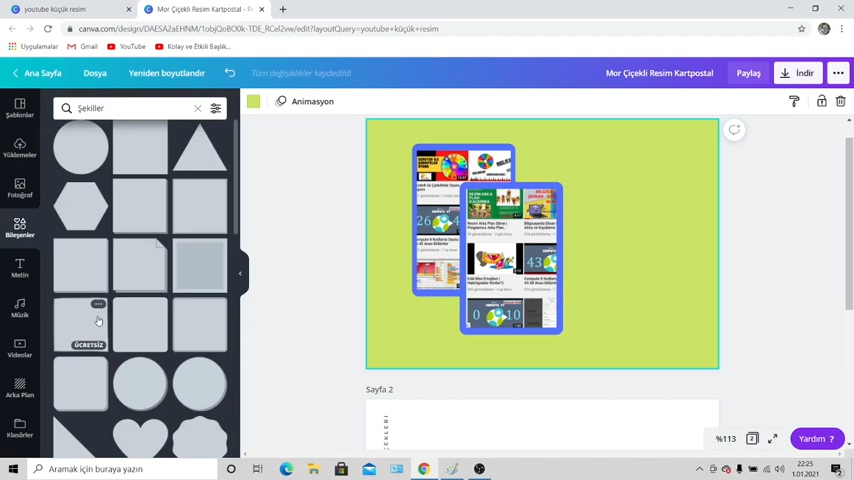 youtube küçük resim
Mor Çiçekli Resim Kartpostal - P
canva.com/design/DAESA2aEHNM/1objQoBO0k-TDE_RCel2vw/edit?layoutQuery=youtube+küçük+resim
Uygulamalar
Gmail
YouTube
Kolay ve Etkili Başlık...
Ana Sayfa
Dosya
Yeniden boyutlandır
Tüm değişiklikler kaydedildi
Mor Çiçekli Resim Kartpostal
Paylaş
İndir
Şablonlar
Şekiller
Animasyon
Yüklemeler
Fotoğraf
Bileşenler
Metin
Müzik
ÜCRETSİZ
Videolar
Arka Plan
Klasörler
Sayfa 2
%113
2
Yardım ?
Aramak için buraya yazın
22:25
1.01.2021
2